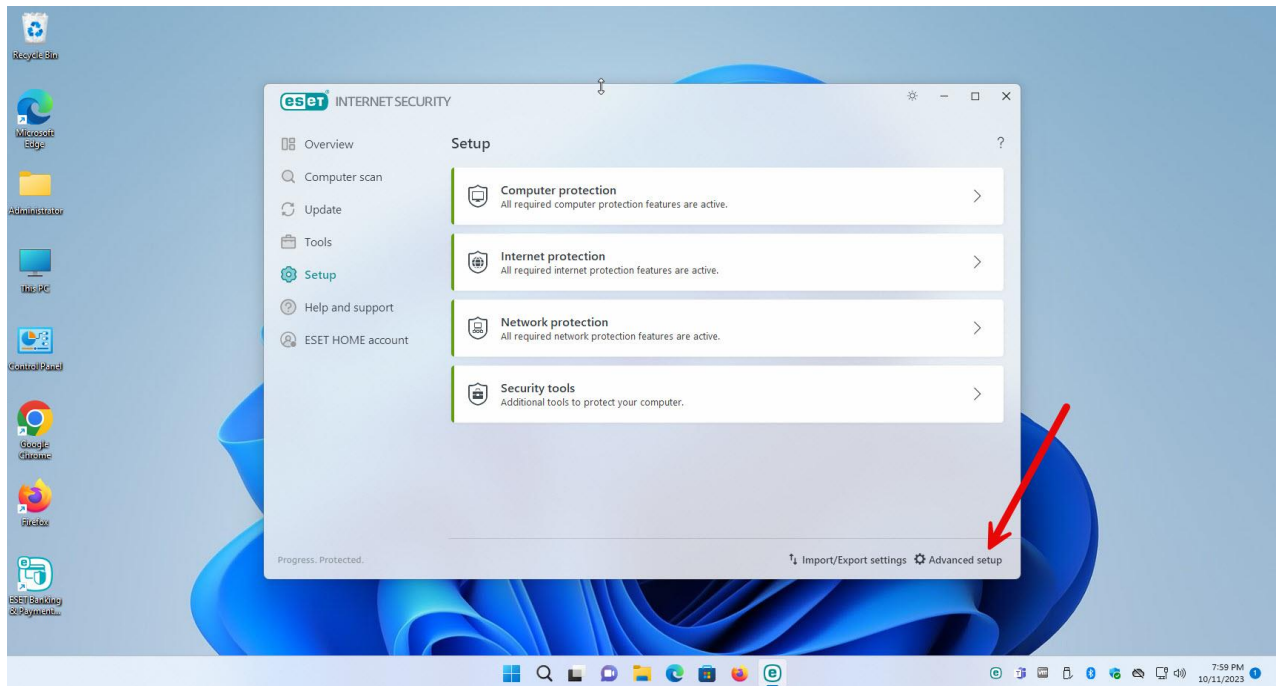 Recycle Bin
Microsoft
Edge
Administrator
This PC
Control Panel
Google
Chrome
Firefox
ESET Banking
& Payment...
eset INTERNET SECURITY
Overview
Computer scan
Update
Tools
Setup
Help and support
ESET HOME account
Progress. Protected.
Setup
?
Computer protection
All required computer protection features are active.
Internet protection
All required internet protection features are active.
Network protection
All required network protection features are active.
Security tools
Additional tools to protect your computer.
Import/Export settings Advanced setup
7:59 PM
10/11/2023